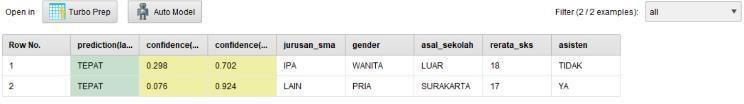 Open in Turbo Prep Auto Model Filter (2 / 2 examples): all
Row No. prediction(la... confidence(... confidence(... jurusan_sma gender asal_sekolah rerata_sks asisten
1 TEPAT 0.298 0.702 IPA WANITA LUAR 18 TIDAK
2 TEPAT 0.076 0.924 LAIN PRIA SURAKARTA 17 YA